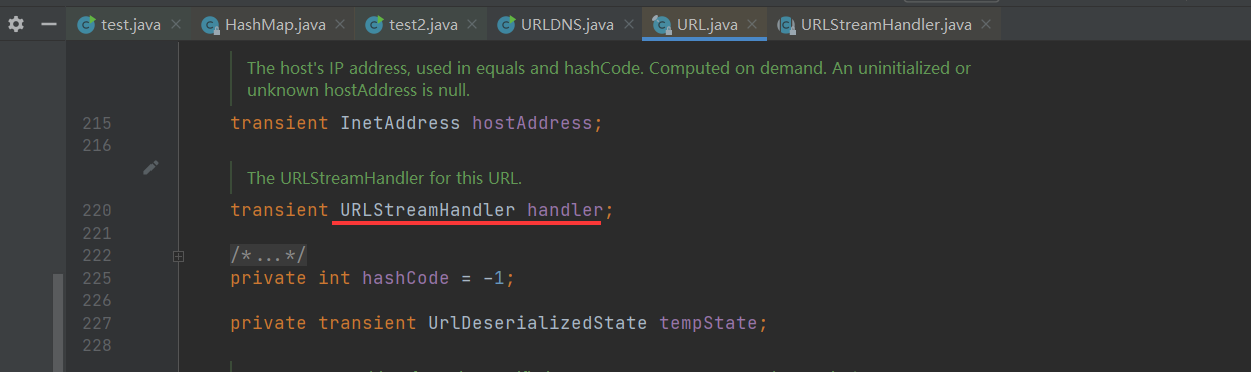 test.java HashMap.java test2.java URLDNS.java URL.java URLStreamHandler.java
The host's IP address, used in equals and hashCode. Computed on demand. An uninitialized or
unknown hostAddress is null.
215 transient InetAddress hostAddress;
216
The URLStreamHandler for this URL.
220 transient URLStreamHandler handler;
221
222 /*...*/
225 private int hashCode = -1;
226
227 private transient UrlDeserializedState tempState;
228